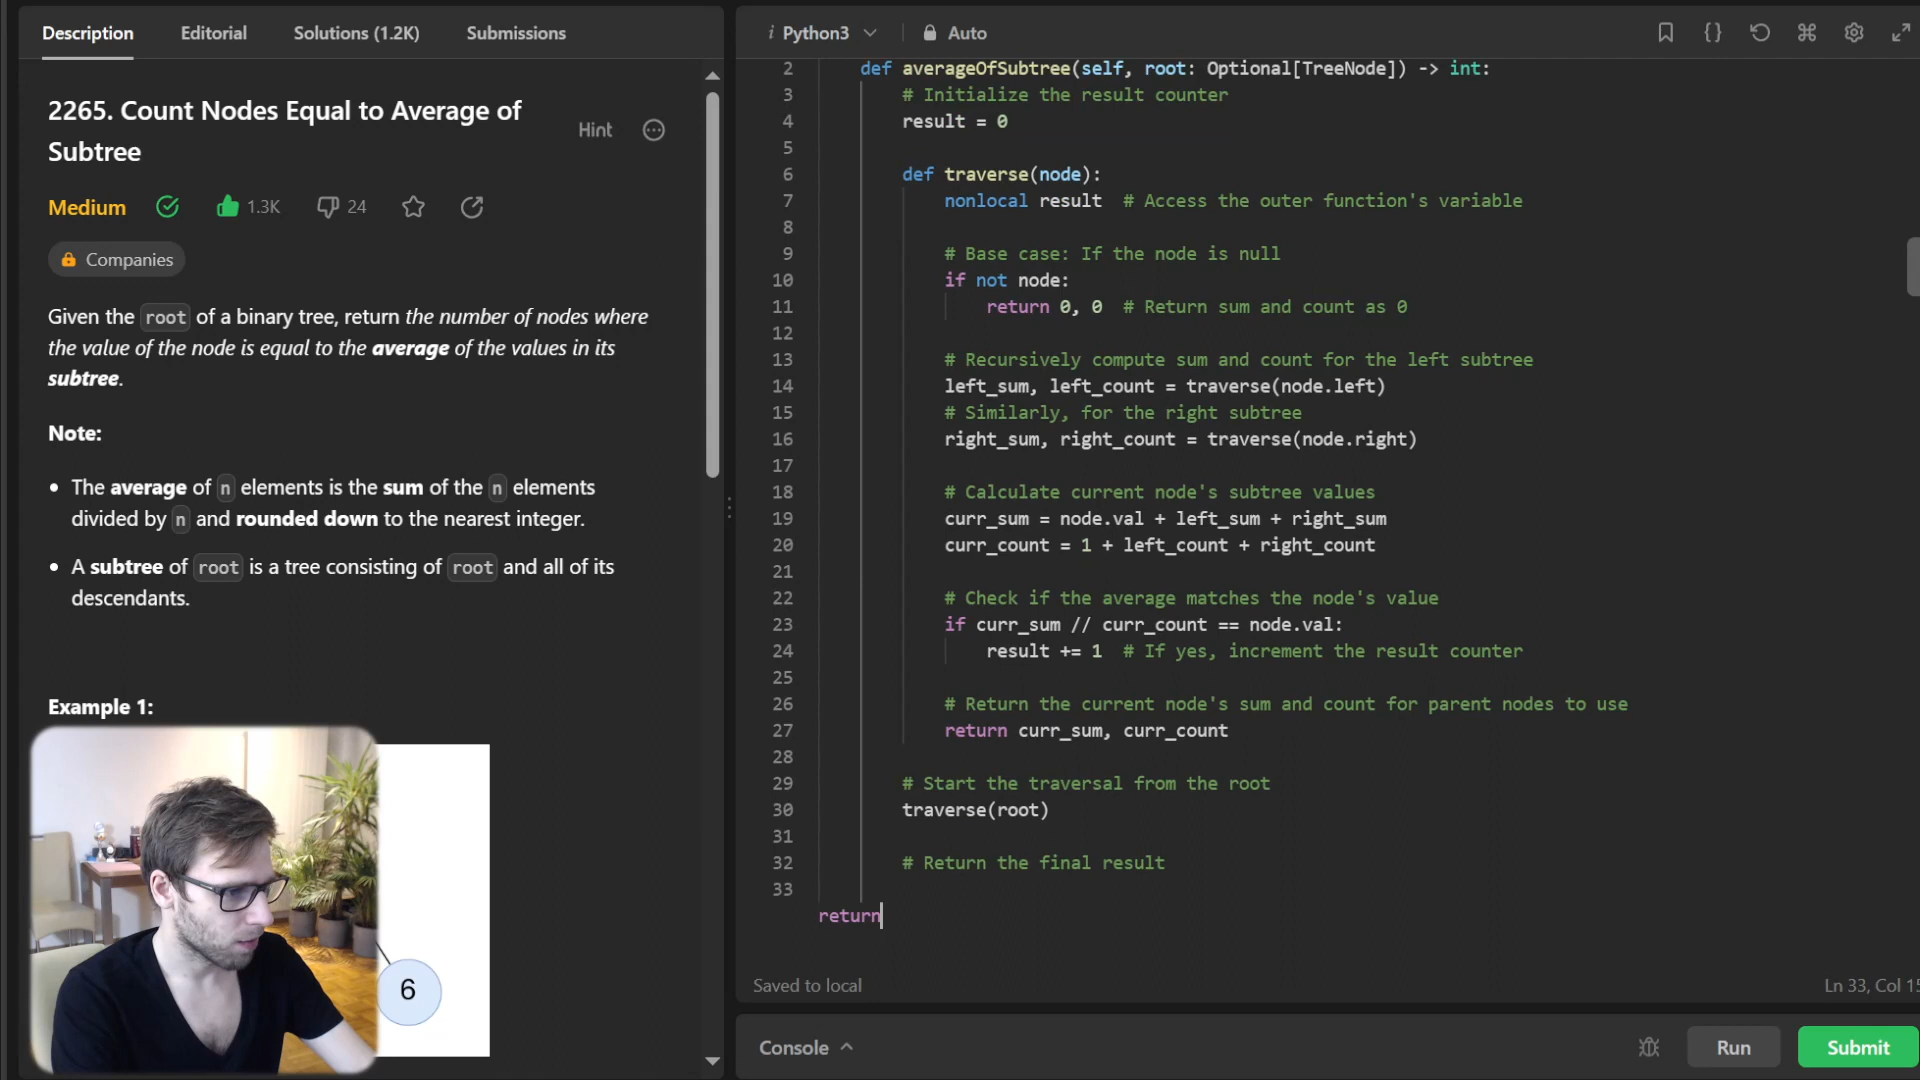 Description Editorial Solutions (1.2K) Submissions
2265. Count Nodes Equal to Average of
Subtree
Hint
Medium 1.3K 24
Companies
Given the root of a binary tree, return the number of nodes where
the value of the node is equal to the average of the values in its
subtree.
Note:
• The average of n elements is the sum of the n elements
divided by n and rounded down to the nearest integer.
• A subtree of root is a tree consisting of root and all of its
descendants.
Example 1:
6
i Python3 Auto
2 def averageOfSubtree(self, root: Optional[TreeNode]) -> int:
3 # Initialize the result counter
4 result = 0
5
6 def traverse(node):
7 nonlocal result # Access the outer function's variable
8
9 # Base case: If the node is null
10 if not node:
11 return 0, 0 # Return sum and count as 0
12
13 # Recursively compute sum and count for the left subtree
14 left_sum, left_count = traverse(node.left)
15 # Similarly, for the right subtree
16 right_sum, right_count = traverse(node.right)
17
18 # Calculate current node's subtree values
19 curr_sum = node.val + left_sum + right_sum
20 curr_count = 1 + left_count + right_count
21
22 # Check if the average matches the node's value
23 if curr_sum // curr_count == node.val:
24 result += 1 # If yes, increment the result counter
25
26 # Return the current node's sum and count for parent nodes to use
27 return curr_sum, curr_count
28
29 # Start the traversal from the root
30 traverse(root)
31
32 # Return the final result
33
return
Saved to local
Ln 33, Col 15
Console
Run
Submit